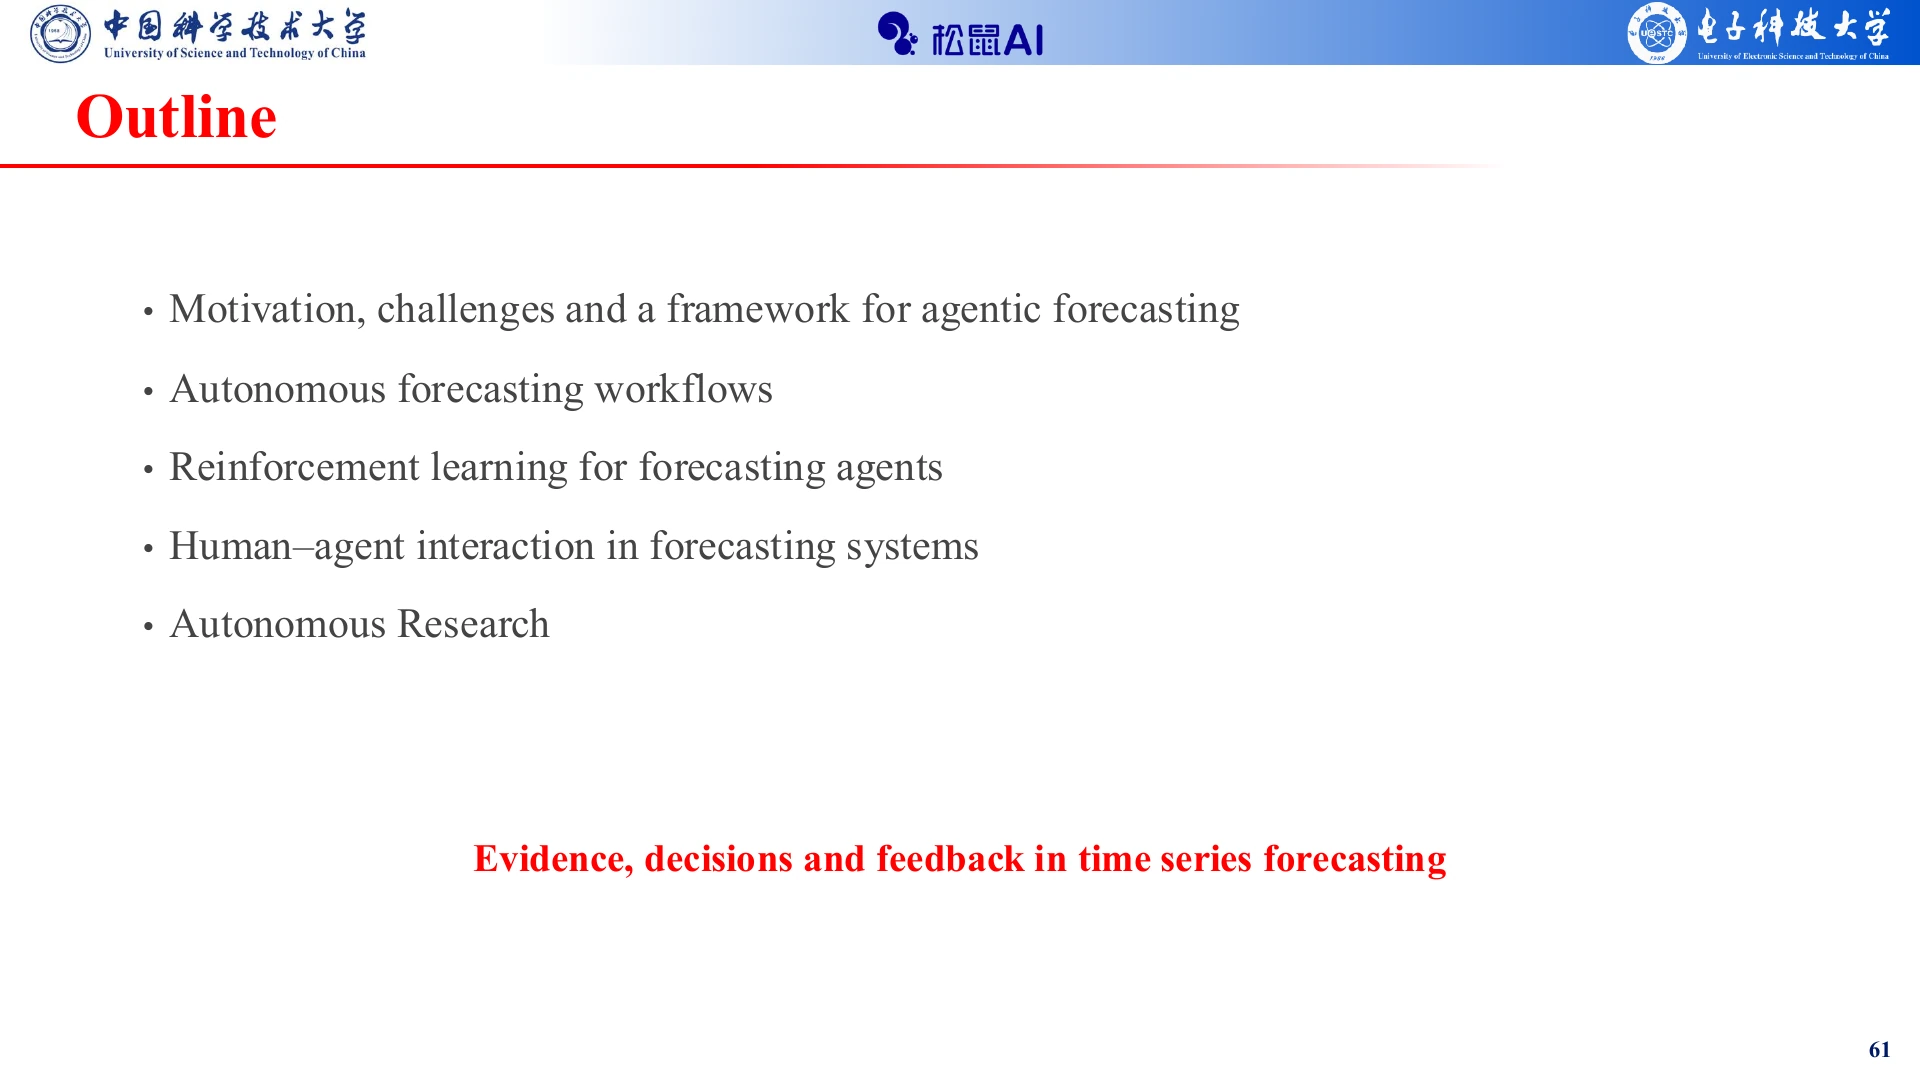 中国科学技术大学
University of Science and Technology of China
松鼠AI
电子科技大学
University of Electronic Science and Technology of China
Outline
• Motivation, challenges and a framework for agentic forecasting
• Autonomous forecasting workflows
• Reinforcement learning for forecasting agents
• Human–agent interaction in forecasting systems
• Autonomous Research
Evidence, decisions and feedback in time series forecasting
61